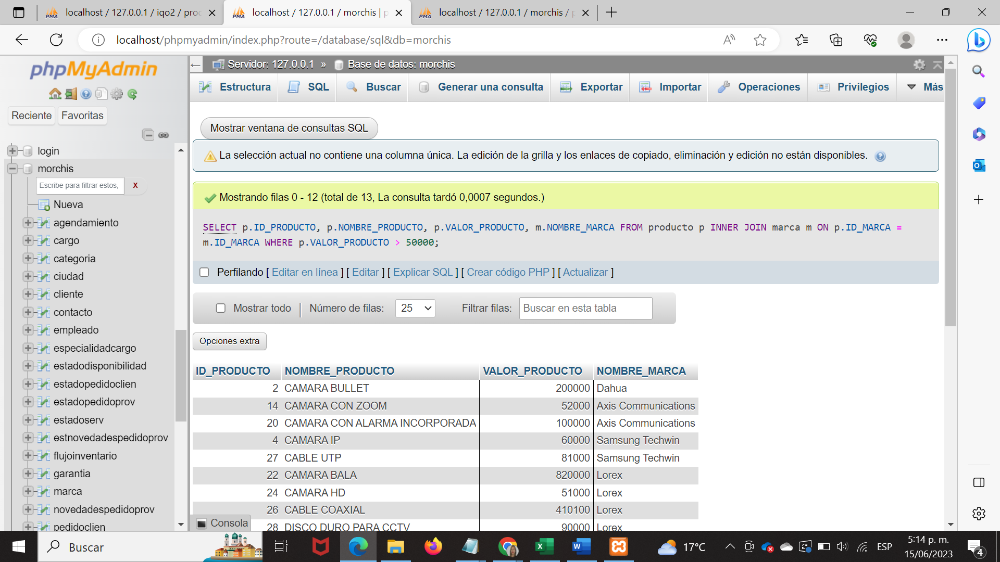 localhost / 127.0.0.1 / iqo2 / proc
localhost / 127.0.0.1 / morchis | p
localhost / 127.0.0.1 / morchis / p
localhost/phpmyadmin/index.php?route=/database/sql&db=morchis
phpMyAdmin
Reciente
Favoritas
login
morchis
Escribe para filtrar estos,
X
Nueva
agendamiento
cargo
categoria
ciudad
cliente
contacto
empleado
especialidadcargo
estadodisponibilidad
estadopedidoclien
estadopedidoprov
estadoserv
estnovedadespedidoprov
flujoinventario
garantia
marca
novedadespedidoprov
pedidoclien
Servidor: 127.0.0.1 » Base de datos: morchis
Estructura
SQL
Buscar
Generar una consulta
Exportar
Importar
Operaciones
Privilegios
Más
Mostrar ventana de consultas SQL
La selección actual no contiene una columna única. La edición de la grilla y los enlaces de copiado, eliminación y edición no están disponibles.
Mostrando filas 0 - 12 (total de 13, La consulta tardó 0,0007 segundos.)
SELECT p.ID_PRODUCTO, p.NOMBRE_PRODUCTO, p.VALOR_PRODUCTO, m.NOMBRE_MARCA FROM producto p INNER JOIN marca m ON p.ID_MARCA =
m.ID_MARCA WHERE p.VALOR_PRODUCTO > 50000;
Perfilando [ Editar en línea ] [ Editar ] [ Explicar SQL ] [ Crear código PHP ] [ Actualizar ]
Mostrar todo | Número de filas: 25 Filtrar filas: Buscar en esta tabla
Opciones extra
ID_PRODUCTO NOMBRE_PRODUCTO VALOR_PRODUCTO NOMBRE_MARCA
2 CAMARA BULLET 200000 Dahua
14 CAMARA CON ZOOM 52000 Axis Communications
20 CAMARA CON ALARMA INCORPORADA 100000 Axis Communications
4 CAMARA IP 60000 Samsung Techwin
27 CABLE UTP 81000 Samsung Techwin
22 CAMARA BALA 820000 Lorex
24 CAMARA HD 51000 Lorex
26 CABLE COAXIAL 410100 Lorex
28 DISCO DURO PARA CCTV 90000 Lorex
Consola
Buscar
17°C
ESP
5:14 p. m.
15/06/2023
4